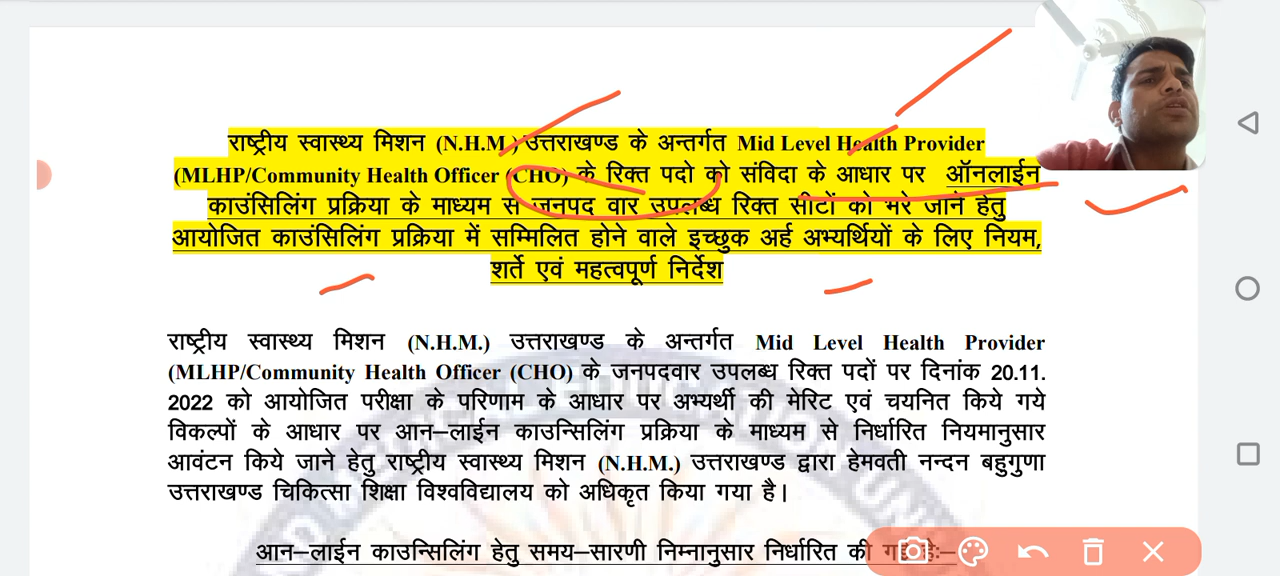 राष्ट्रीय स्वास्थ्य मिशन (N.H.M.) उत्तराखण्ड के अन्तर्गत Mid Level Health Provider
(MLHP/Community Health Officer (CHO) के रिक्त पदो को संविदा के आधार पर ऑनलाईन
काउंसिलिंग प्रक्रिया के माध्यम से जनपद वार उपलब्ध रिक्त सीटों को भरे जाने हेतु
आयोजित काउंसिलिंग प्रक्रिया में सम्मिलित होने वाले इच्छुक अर्ह अभ्यर्थियों के लिए नियम,
शर्ते एवं महत्वपूर्ण निर्देश
राष्ट्रीय स्वास्थ्य मिशन (N.H.M.) उत्तराखण्ड के अन्तर्गत Mid Level Health Provider
(MLHP/Community Health Officer (CHO) के जनपदवार उपलब्ध रिक्त पदों पर दिनांक 20.11.
2022 को आयोजित परीक्षा के परिणाम के आधार पर अभ्यर्थी की मेरिट एवं चयनित किये गये
विकल्पों के आधार पर आन–लाईन काउन्सिलिंग प्रक्रिया के माध्यम से निर्धारित नियमानुसार
आवंटन किये जाने हेतु राष्ट्रीय स्वास्थ्य मिशन (N.H.M.) उत्तराखण्ड द्वारा हेमवती नन्दन बहुगुणा
उत्तराखण्ड चिकित्सा शिक्षा विश्वविद्यालय को अधिकृत किया गया है।
आन–लाईन काउन्सिलिंग हेतु समय–सारणी निम्नानुसार निर्धारित की है:–